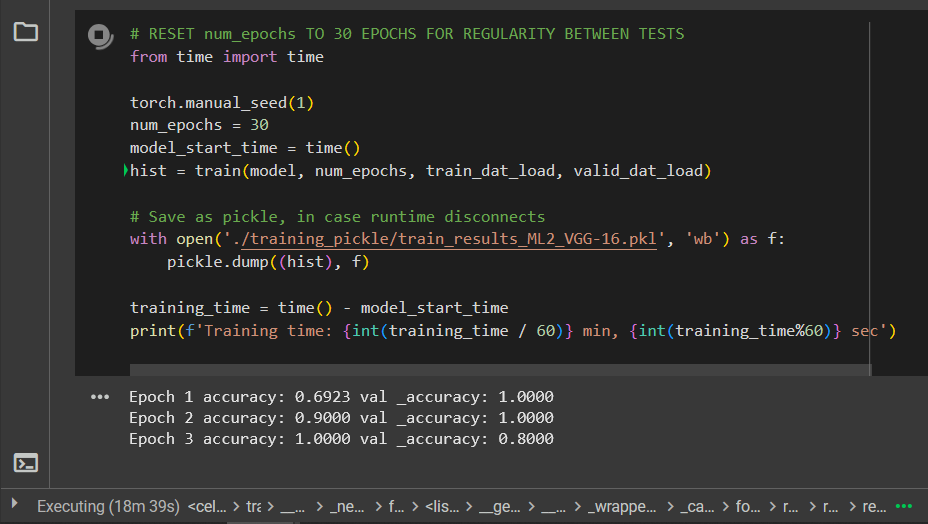 # RESET num_epochs TO 30 EPOCHS FOR REGULARITY BETWEEN TESTS
from time import time
torch.manual_seed(1)
num_epochs = 30
model_start_time = time()
hist = train(model, num_epochs, train_dat_load, valid_dat_load)
# Save as pickle, in case runtime disconnects
with open('./training_pickle/train_results_ML2_VGG-16.pkl', 'wb') as f:
    pickle.dump((hist), f)
training_time = time() - model_start_time
print(f'Training time: {int(training_time / 60)} min, {int(training_time%60)} sec')
Epoch 1 accuracy: 0.6923 val _accuracy: 1.0000
Epoch 2 accuracy: 0.9000 val _accuracy: 1.0000
Epoch 3 accuracy: 1.0000 val _accuracy: 0.8000
Executing (18m 39s) <cel... > tr > __... > _ne... > f... > <lis... > __ge... > __... > _wrappe... > _ca... > fo... > r... > r... > re... •••